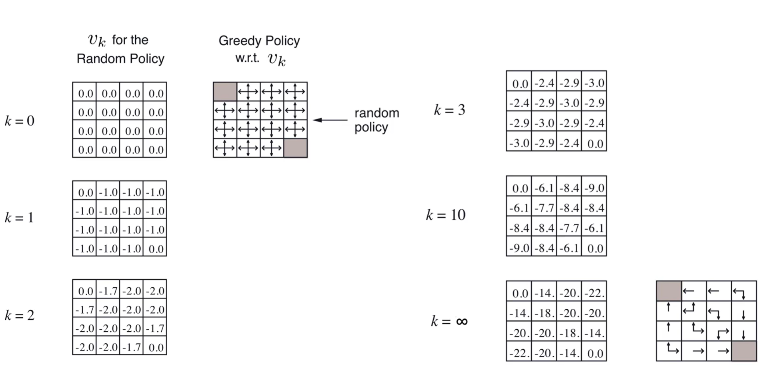 v_k for the
Random Policy
Greedy Policy
w.r.t. v_k
k = 0
0.0 0.0 0.0 0.0
0.0 0.0 0.0 0.0
0.0 0.0 0.0 0.0
0.0 0.0 0.0 0.0
random
policy
k = 1
0.0 -1.0 -1.0 -1.0
-1.0 -1.0 -1.0 -1.0
-1.0 -1.0 -1.0 -1.0
-1.0 -1.0 -1.0 0.0
k = 2
0.0 -1.7 -2.0 -2.0
-1.7 -2.0 -2.0 -2.0
-2.0 -2.0 -2.0 -1.7
-2.0 -2.0 -1.7 0.0
k = 3
0.0 -2.4 -2.9 -3.0
-2.4 -2.9 -3.0 -2.9
-2.9 -3.0 -2.9 -2.4
-3.0 -2.9 -2.4 0.0
k = 10
0.0 -6.1 -8.4 -9.0
-6.1 -7.7 -8.4 -8.4
-8.4 -8.4 -7.7 -6.1
-9.0 -8.4 -6.1 0.0
k = ∞
0.0 -14. -20. -22.
-14. -18. -20. -20.
-20. -20. -18. -14.
-22. -20. -14. 0.0